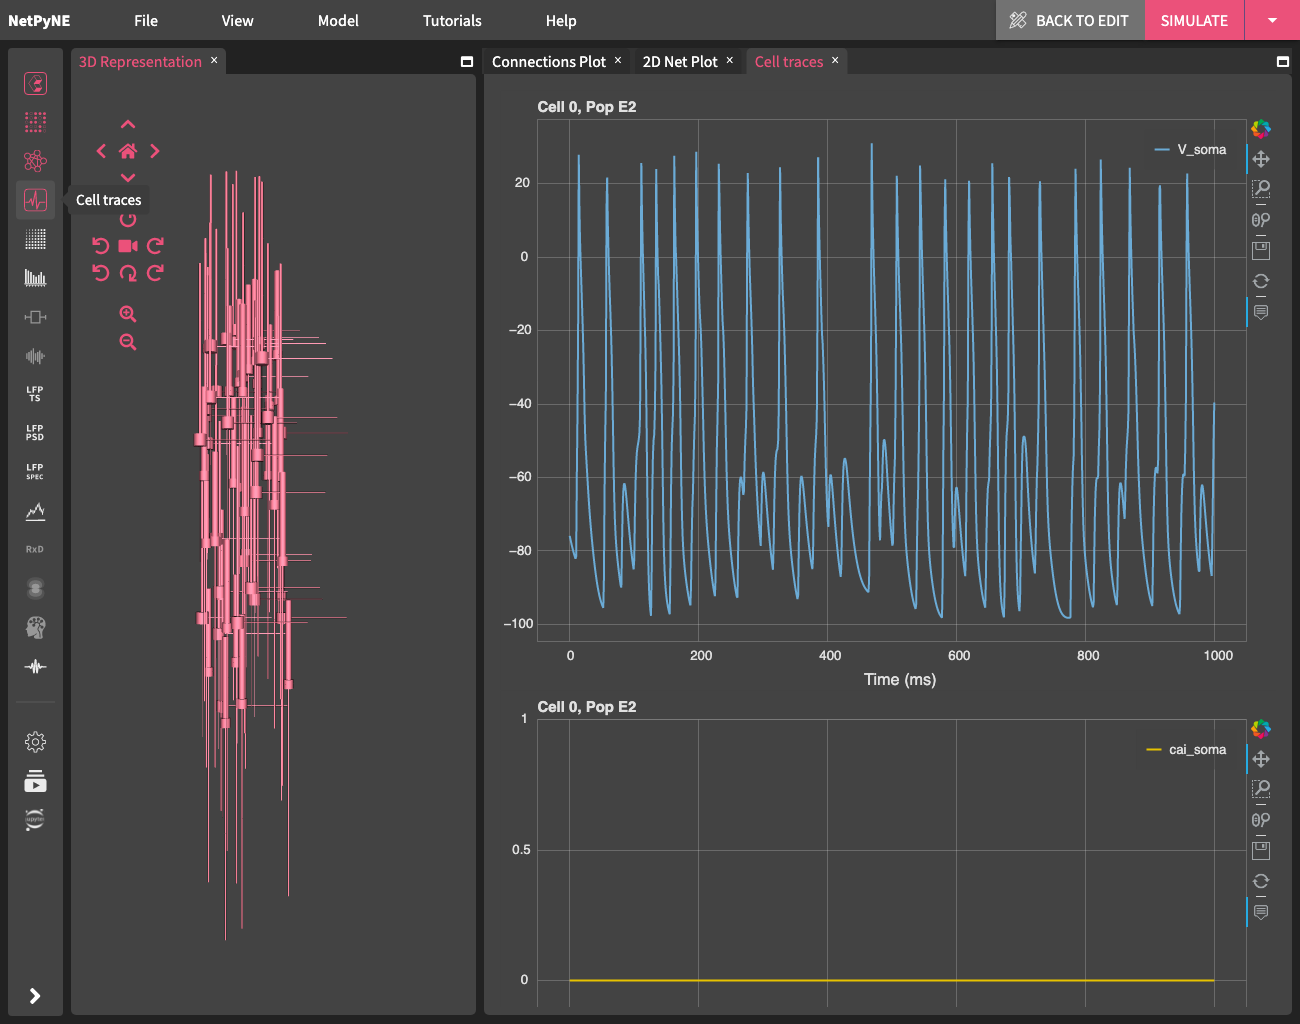 NetPyNE File View Model Tutorials Help BACK TO EDIT SIMULATE
3D Representation ×
Connections Plot × 2D Net Plot × Cell traces ×
Cell traces
LFP
TS
LFP
PSD
LFP
SPEC
RxD
jupyter
Cell 0, Pop E2
V_soma
20
0
−20
−40
−60
−80
−100
0 200 400 600 800 1000
Time (ms)
Cell 0, Pop E2
cai_soma
1
0.5
0